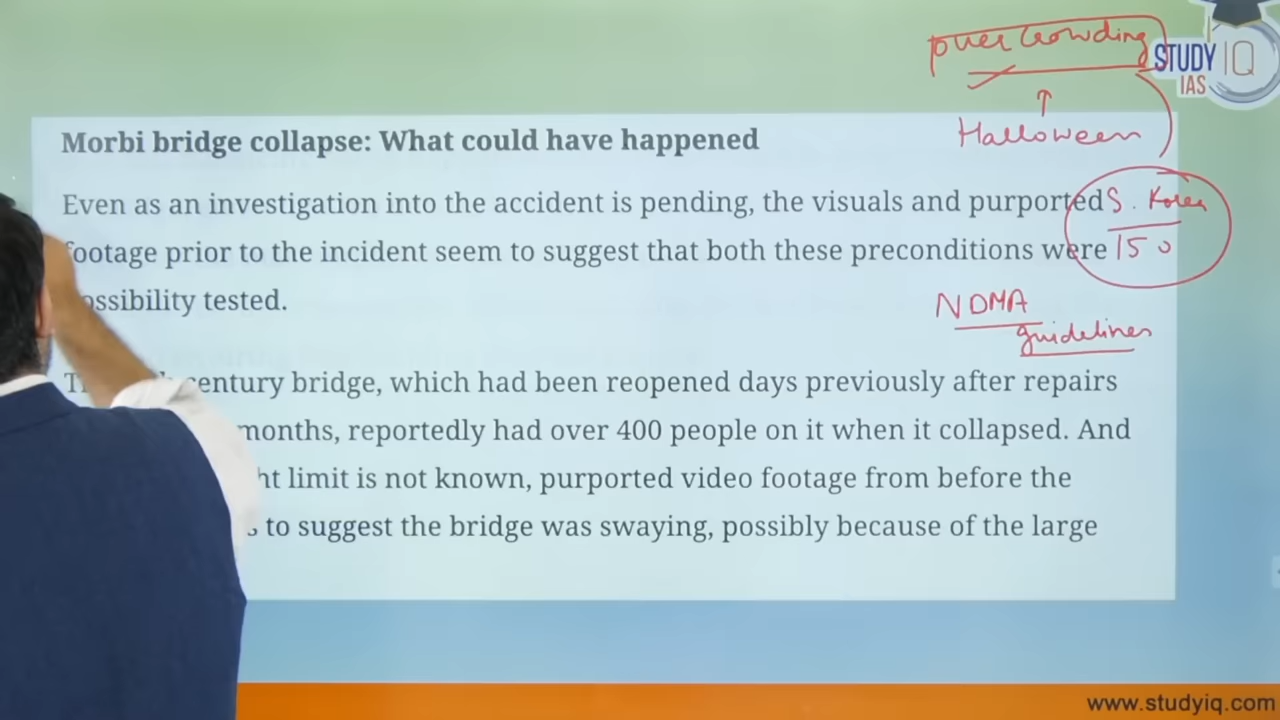 over crowding
STUDY IQ
IAS
Halloween
Morbi bridge collapse: What could have happened
Even as an investigation into the accident is pending, the visuals and purported
S. Korea
footage prior to the incident seem to suggest that both these preconditions were
150
ossibility tested.
NDMA
guidelines
T entury bridge, which had been reopened days previously after repairs
months, reportedly had over 400 people on it when it collapsed. And
ht limit is not known, purported video footage from before the
s to suggest the bridge was swaying, possibly because of the large
www.studyiq.com